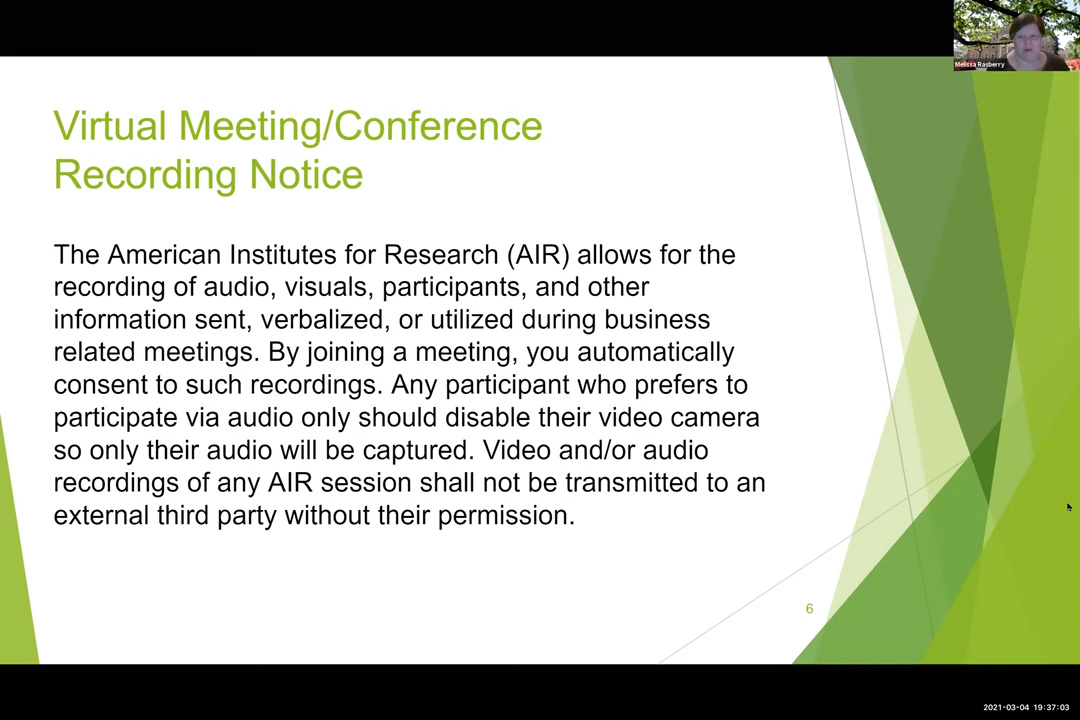 Melissa Rasberry
Virtual Meeting/Conference
Recording Notice
The American Institutes for Research (AIR) allows for the
recording of audio, visuals, participants, and other
information sent, verbalized, or utilized during business
related meetings. By joining a meeting, you automatically
consent to such recordings. Any participant who prefers to
participate via audio only should disable their video camera
so only their audio will be captured. Video and/or audio
recordings of any AIR session shall not be transmitted to an
external third party without their permission.
6
2021-03-04 19:37:03